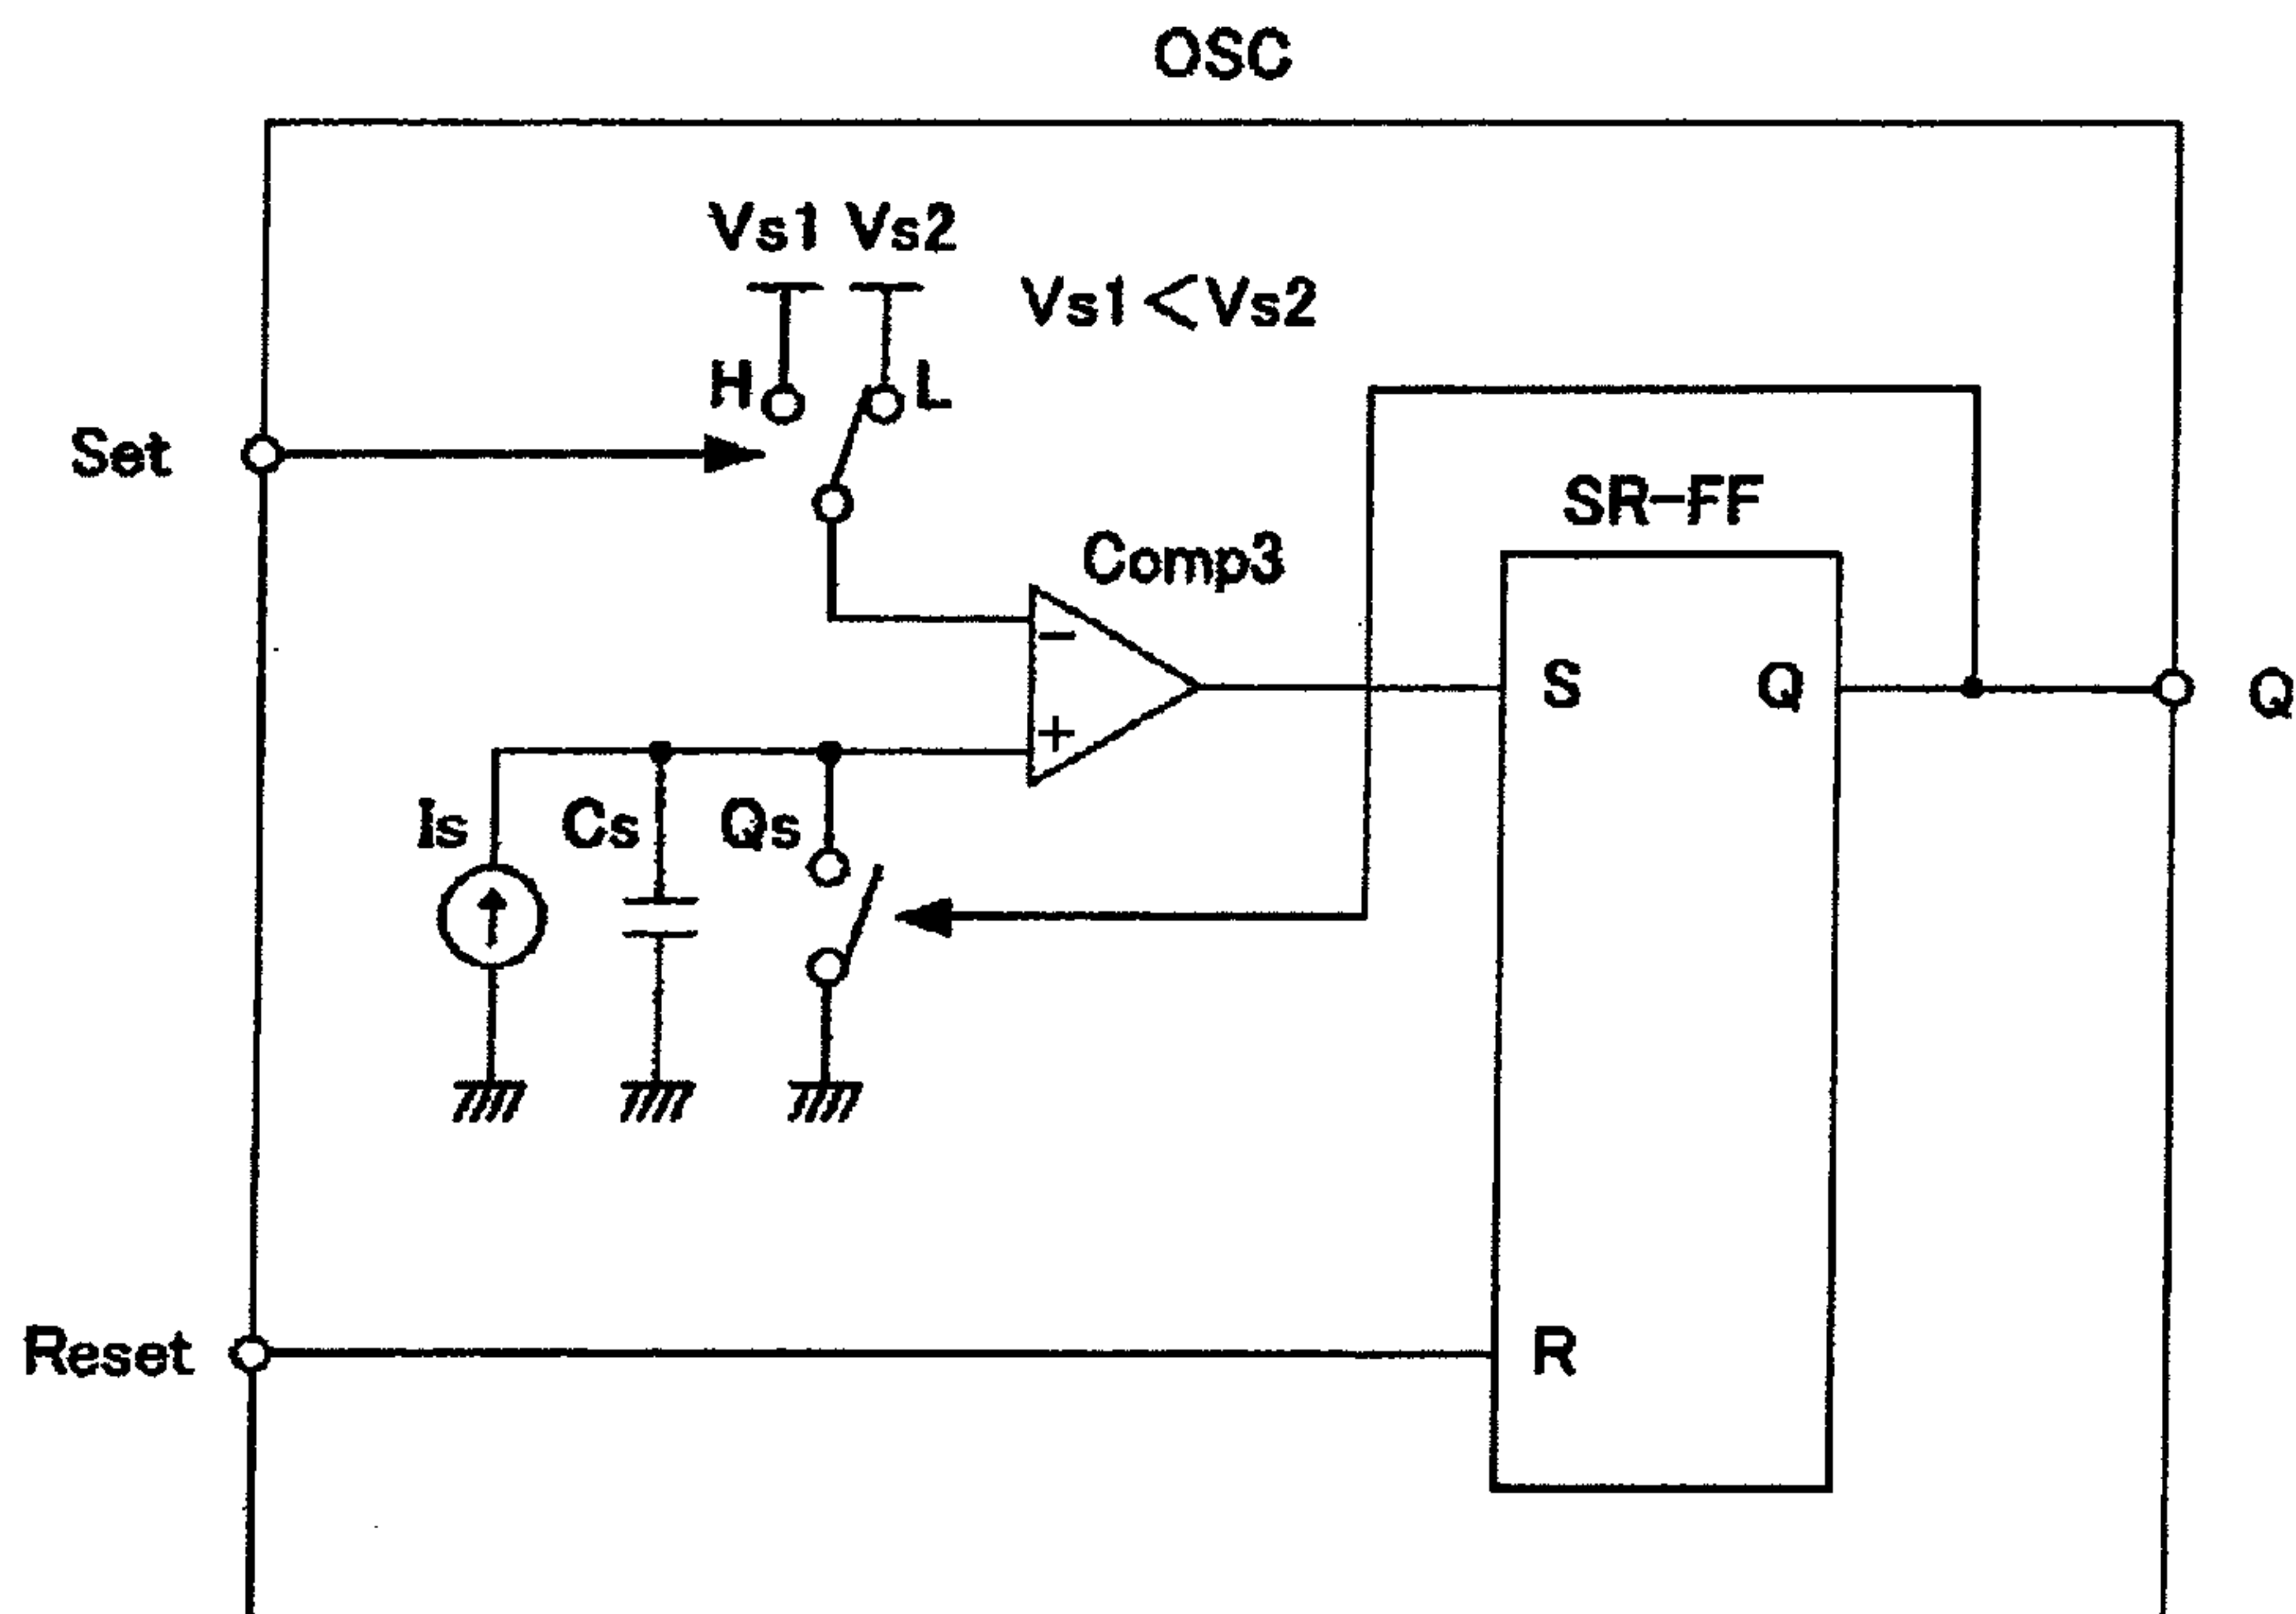 OSC
Vs1 Vs2
Vs1<Vs2
H
L
Set
SR-FF
Comp3
S
Q
Q
−
+
Is
Cs
Qs
Reset
R